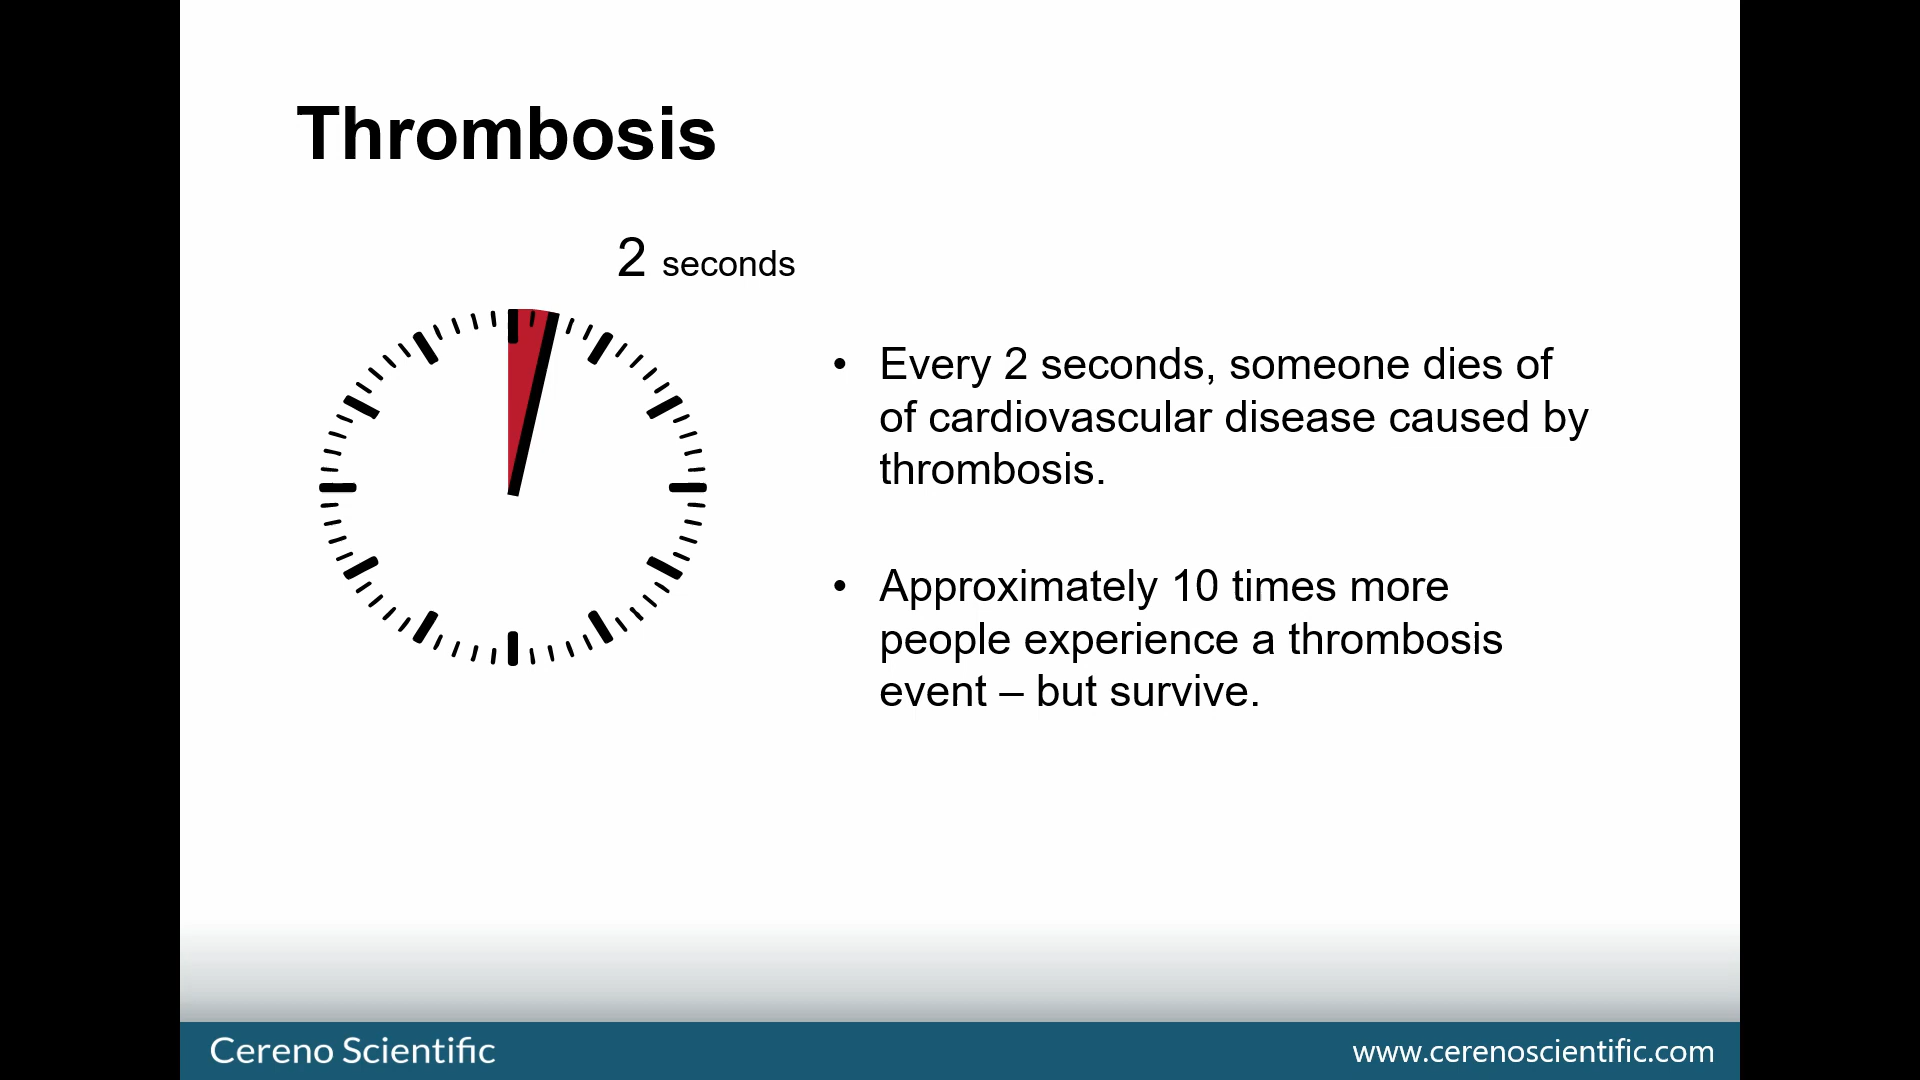 Thrombosis
2 seconds
• Every 2 seconds, someone dies of
of cardiovascular disease caused by
thrombosis.
• Approximately 10 times more
people experience a thrombosis
event – but survive.
Cereno Scientific
www.cerenoscientific.com